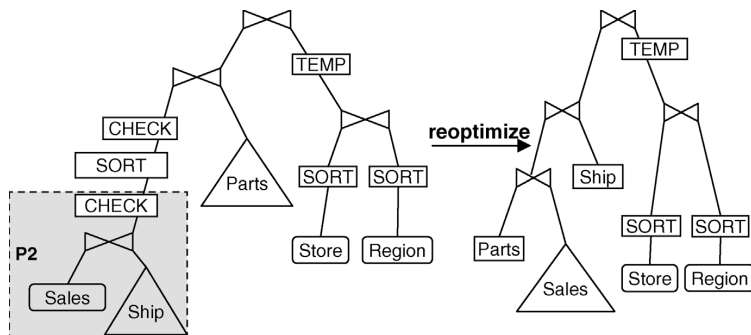 TEMP
CHECK
SORT
CHECK
P2
Sales
Ship
Parts
SORT SORT
Store Region
reoptimize
TEMP
Ship
Parts
Sales
SORT SORT
Store Region